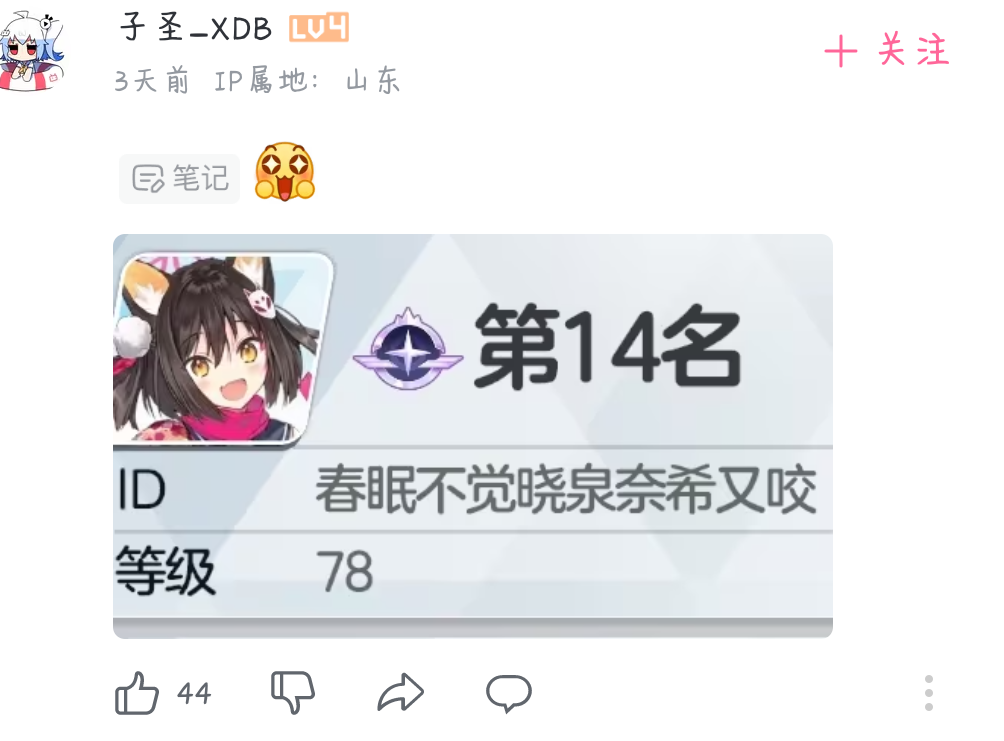 子圣_XDB LV4
+ 关注
3天前 IP属地：山东
笔记
第14名
ID 春眠不觉晓泉奈希又咬
等级 78
44